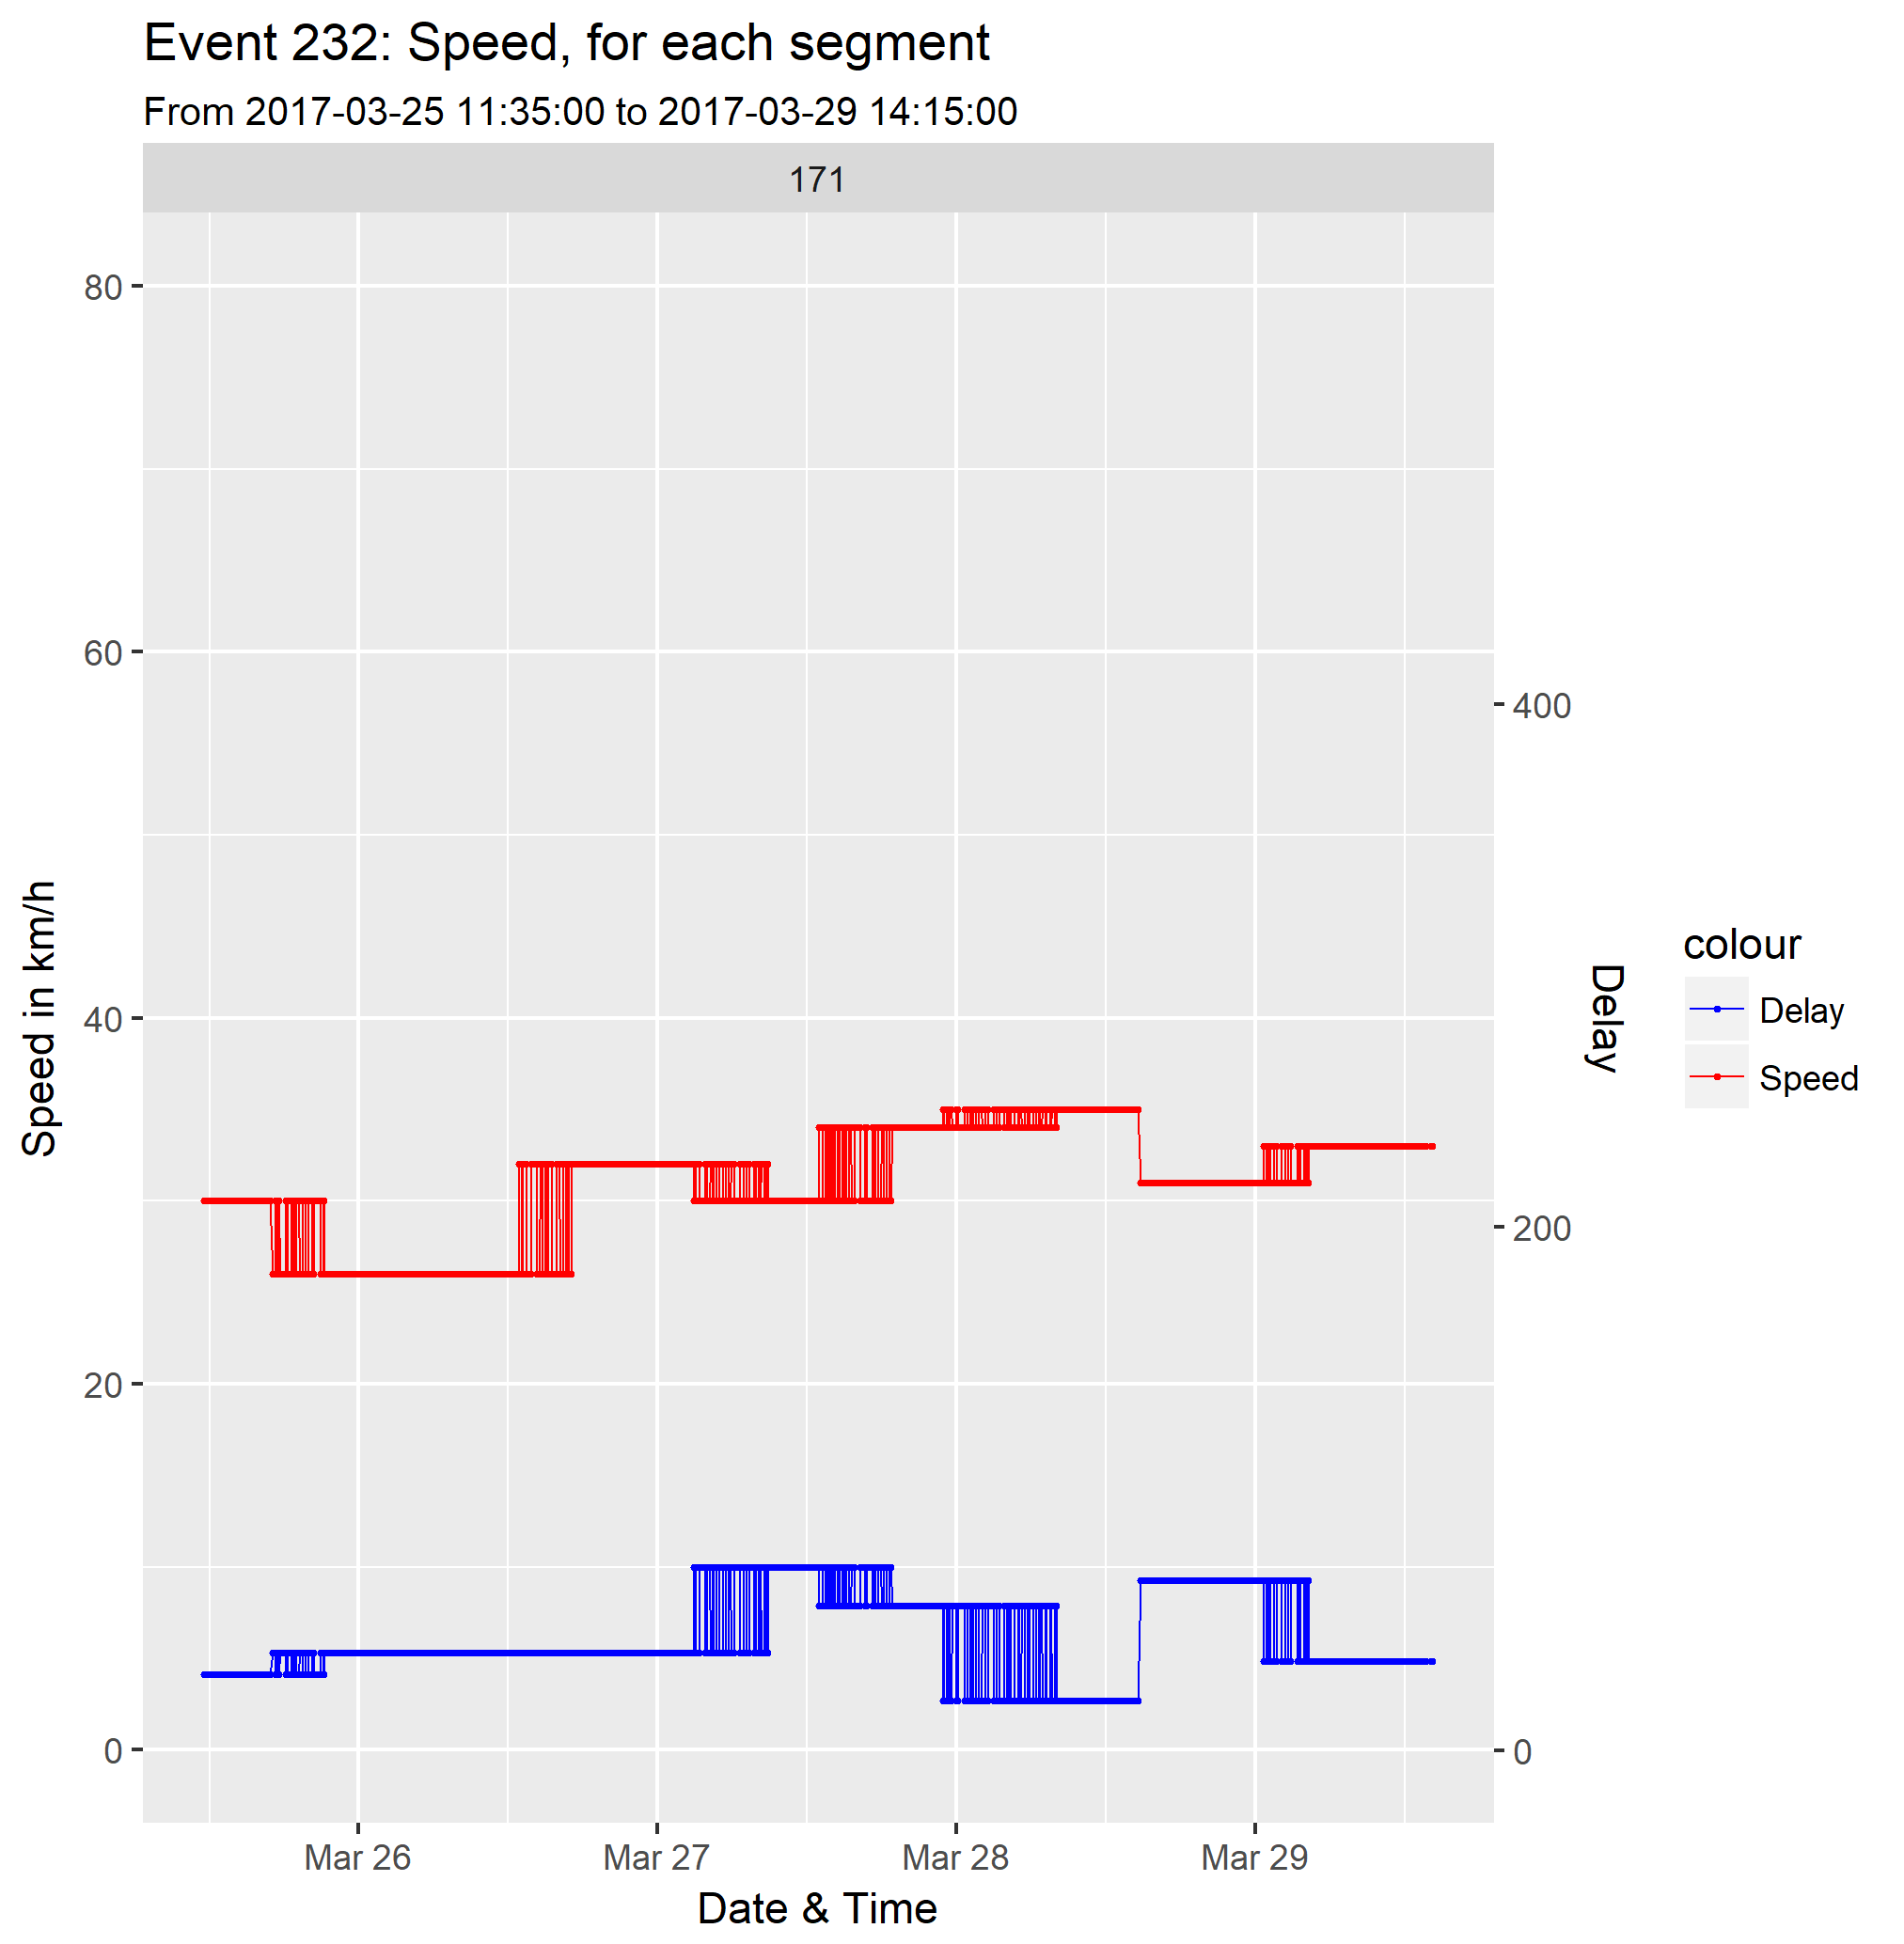 Event 232: Speed, for each segment
From 2017-03-25 11:35:00 to 2017-03-29 14:15:00
171
80
60
40
20
0
Speed in km/h
400
200
0
Delay
Mar 26
Mar 27
Mar 28
Mar 29
Date & Time
colour
Delay
Speed